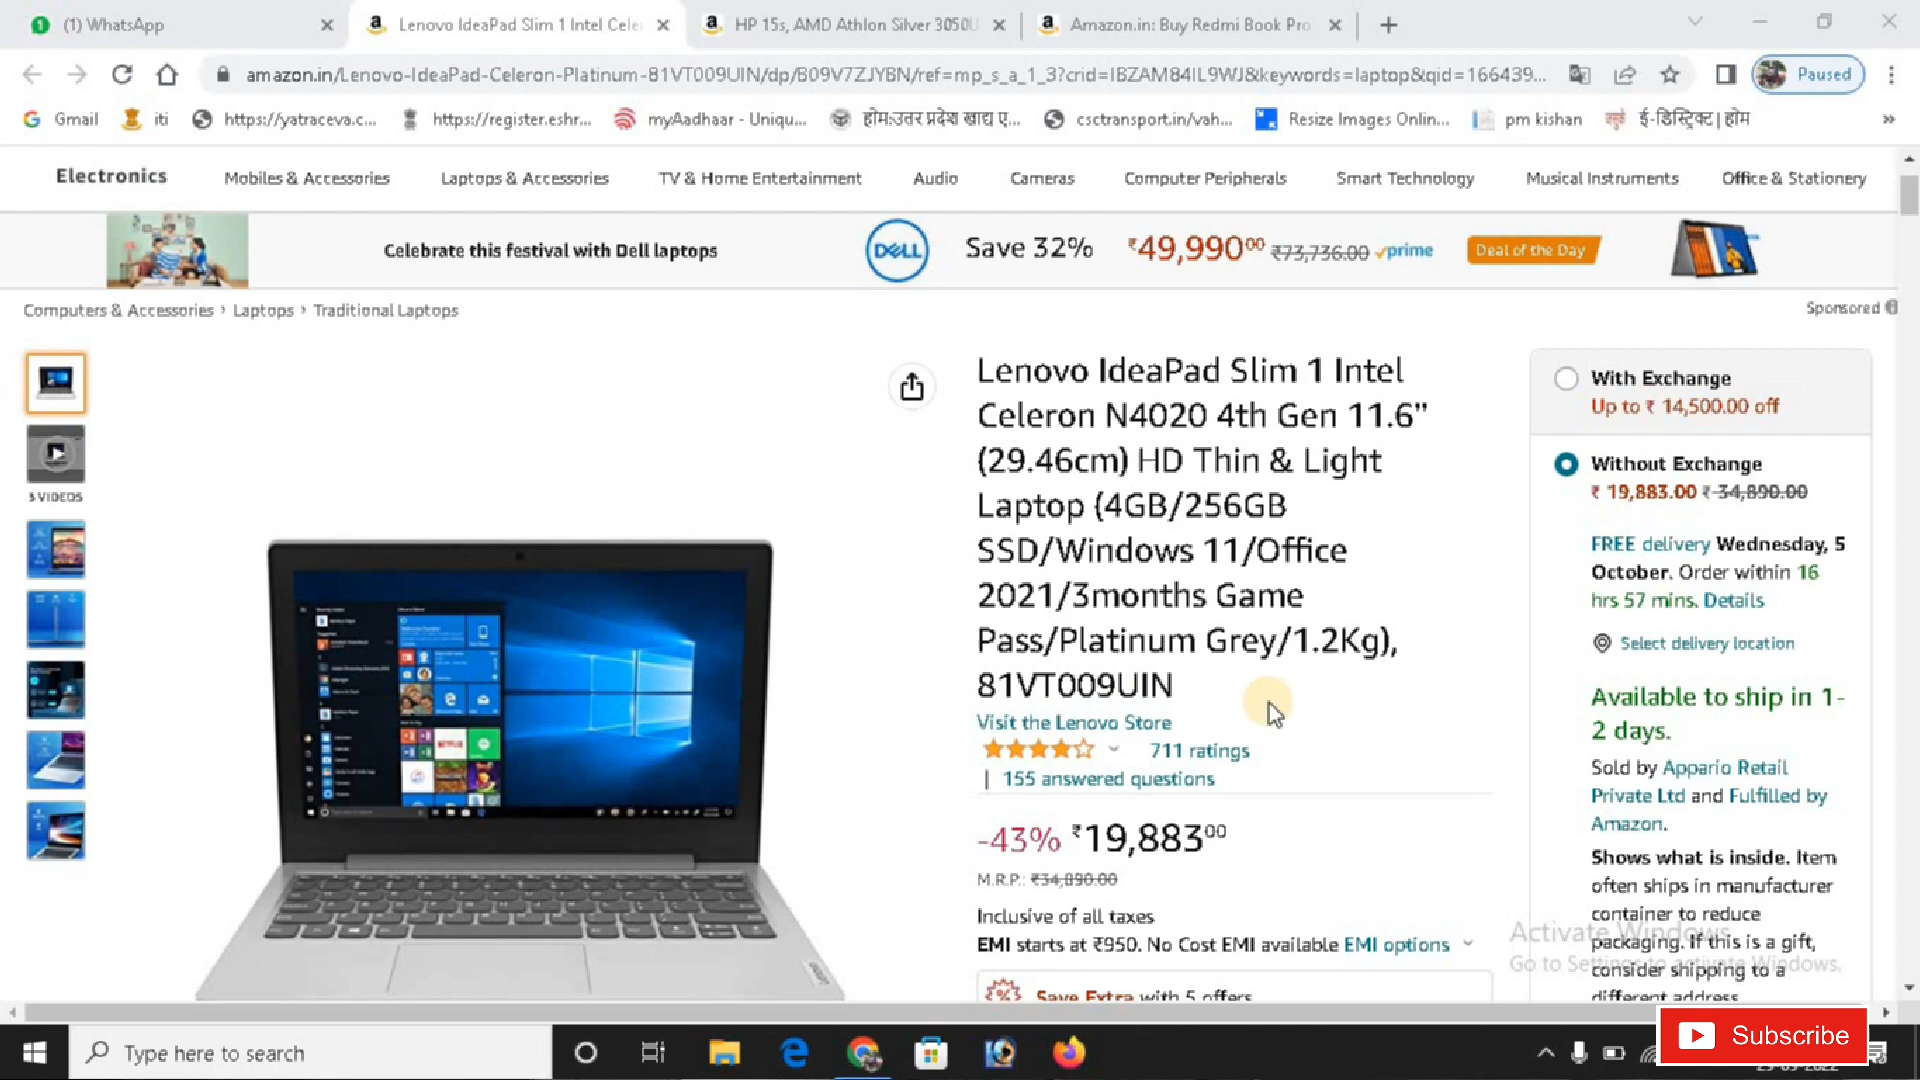 (1) WhatsApp
Lenovo IdeaPad Slim 1 Intel Cele
HP 15s, AMD Athlon Silver 3050U
Amazon.in: Buy Redmi Book Pro
amazon.in/Lenovo-IdeaPad-Celeron-Platinum-81VT009UIN/dp/B09V7ZJYBN/ref=mp_s_a_1_3?crid=IBZAM84IL9WJ&keywords=laptop&qid=166439...
Paused
Gmail
iti
https://yatraceva.c...
https://register.eshr...
myAadhaar - Uniqu...
होम:उत्तर प्रदेश खाद्य ए...
csctransport.in/vah...
Resize Images Onlin...
pm kishan
ई-डिस्ट्रिक्ट | होम
»
Electronics
Mobiles & Accessories
Laptops & Accessories
TV & Home Entertainment
Audio
Cameras
Computer Peripherals
Smart Technology
Musical Instruments
Office & Stationery
Celebrate this festival with Dell laptops
DELL
Save 32%
₹49,990⁰⁰ ₹73,736.00 ✓prime
Deal of the Day
Computers & Accessories › Laptops › Traditional Laptops
Sponsored
3 VIDEOS
Lenovo IdeaPad Slim 1 Intel
Celeron N4020 4th Gen 11.6"
(29.46cm) HD Thin & Light
Laptop (4GB/256GB
SSD/Windows 11/Office
2021/3months Game
Pass/Platinum Grey/1.2Kg),
81VT009UIN
Visit the Lenovo Store
711 ratings
| 155 answered questions
-43% ₹19,883⁰⁰
M.R.P.: ₹34,890.00
Inclusive of all taxes
EMI starts at ₹950. No Cost EMI available EMI options
Save Extra with 5 offers
With Exchange
Up to ₹ 14,500.00 off
Without Exchange
₹ 19,883.00 ₹ 34,890.00
FREE delivery Wednesday, 5
October. Order within 16
hrs 57 mins. Details
Select delivery location
Available to ship in 1-
2 days.
Sold by Appario Retail
Private Ltd and Fulfilled by
Amazon.
Shows what is inside. Item
often ships in manufacturer
container to reduce
packaging. If this is a gift,
consider shipping to a
different address
Activate Windows
Go to Settings to activate Windows.
Type here to search
Subscribe